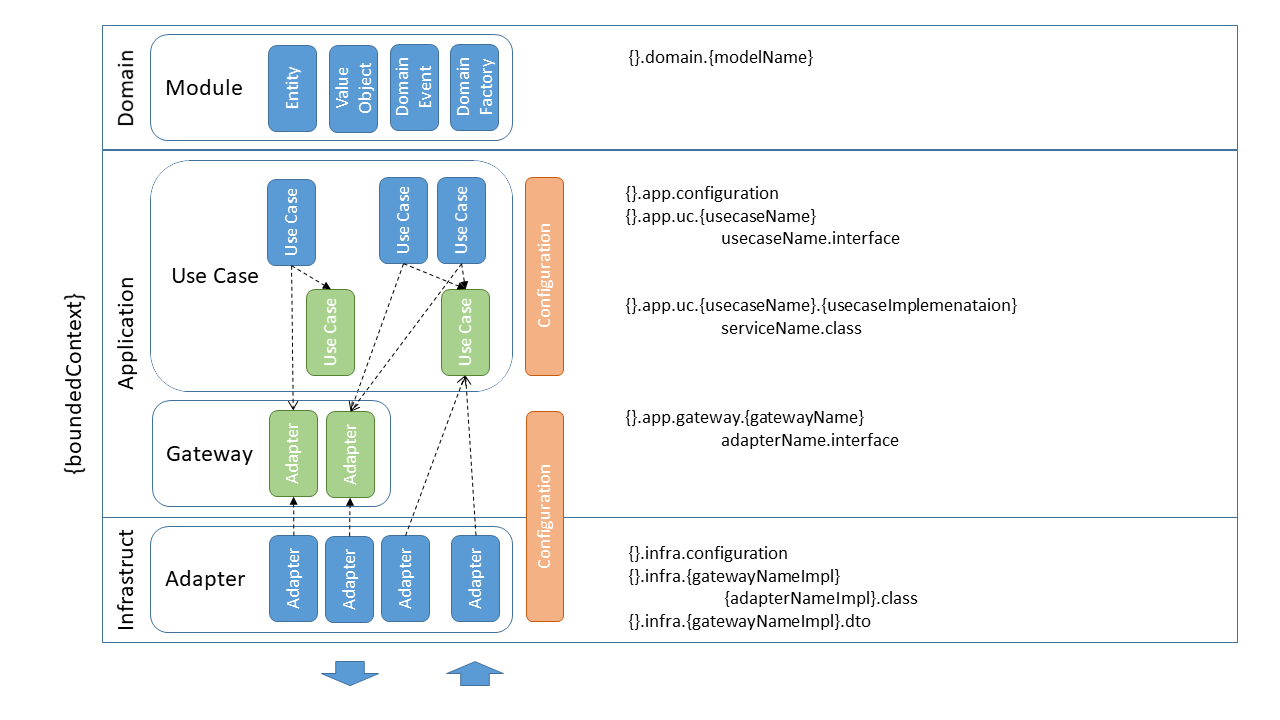 {boundedContext}
Domain
Module
Entity
Value
Object
Domain
Event
Domain
Factory
{}.domain.{modelName}
Application
Use Case
Use Case
Use Case
Use Case
Use Case
Use Case
Configuration
{}.app.configuration
{}.app.uc.{usecaseName}
usecaseName.interface
{}.app.uc.{usecaseName}.{usecaseImplemenataion}
serviceName.class
Gateway
Adapter
Adapter
Configuration
{}.app.gateway.{gatewayName}
adapterName.interface
Infrastruct
Adapter
Adapter
Adapter
Adapter
Adapter
{}.infra.configuration
{}.infra.{gatewayNameImpl}
{adapterNameImpl}.class
{}.infra.{gatewayNameImpl}.dto